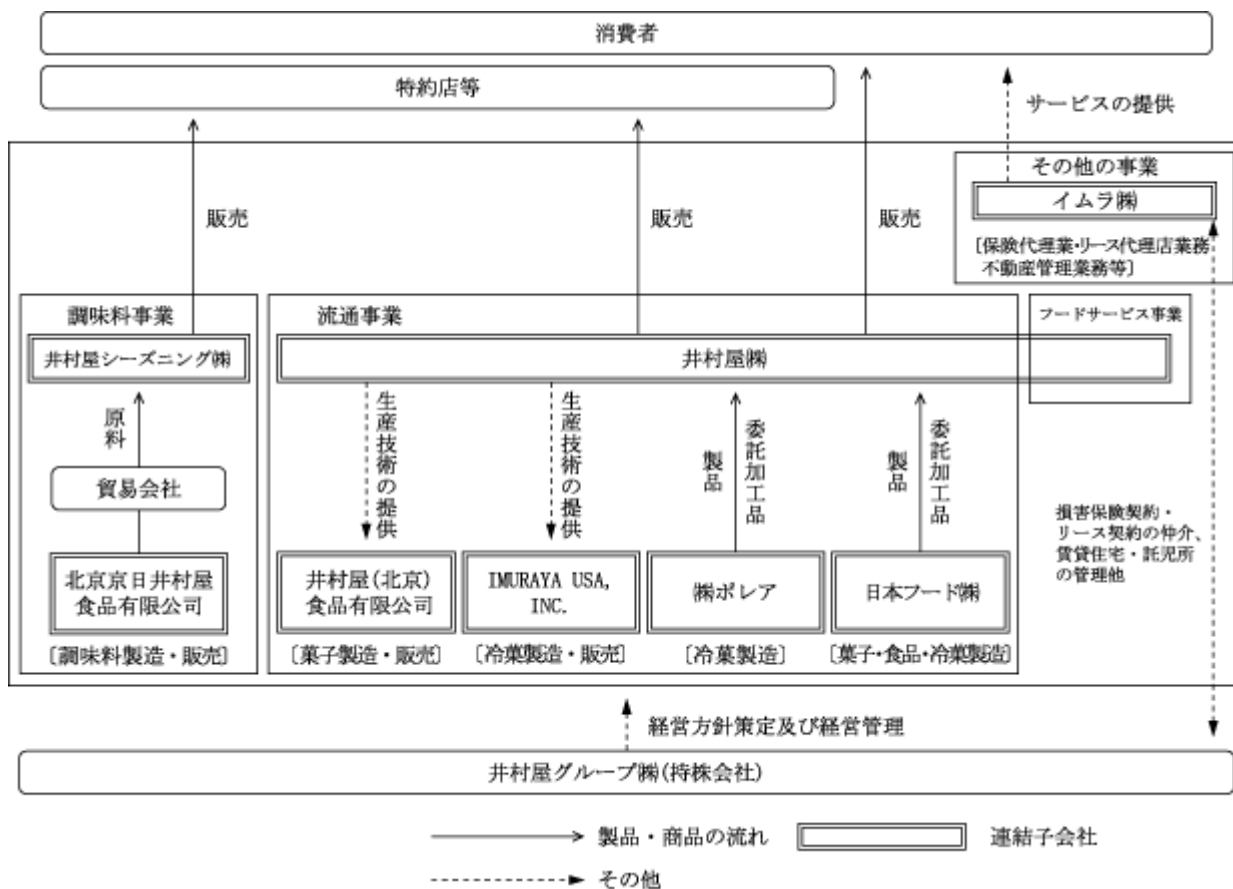 消費者
特約店等
サービスの提供
販売
販売
販売
その他の事業
イムラ㈱
〔保険代理業・リース代理店業務
不動産管理業務等〕
調味料事業
井村屋シーズニング㈱
原料
貿易会社
北京京日井村屋
食品有限公司
〔調味料製造・販売〕
流通事業
フードサービス事業
井村屋㈱
生産技術の提供
生産技術の提供
委託加工品
製品
委託加工品
製品
井村屋(北京)
食品有限公司
〔菓子製造・販売〕
IMURAYA USA,
INC.
〔冷菓製造・販売〕
㈱ポレア
〔冷菓製造〕
日本フード㈱
〔菓子・食品・冷菓製造〕
損害保険契約・
リース契約の仲介、
賃貸住宅・託児所
の管理他
経営方針策定及び経営管理
井村屋グループ㈱(持株会社)
製品・商品の流れ
連結子会社
その他